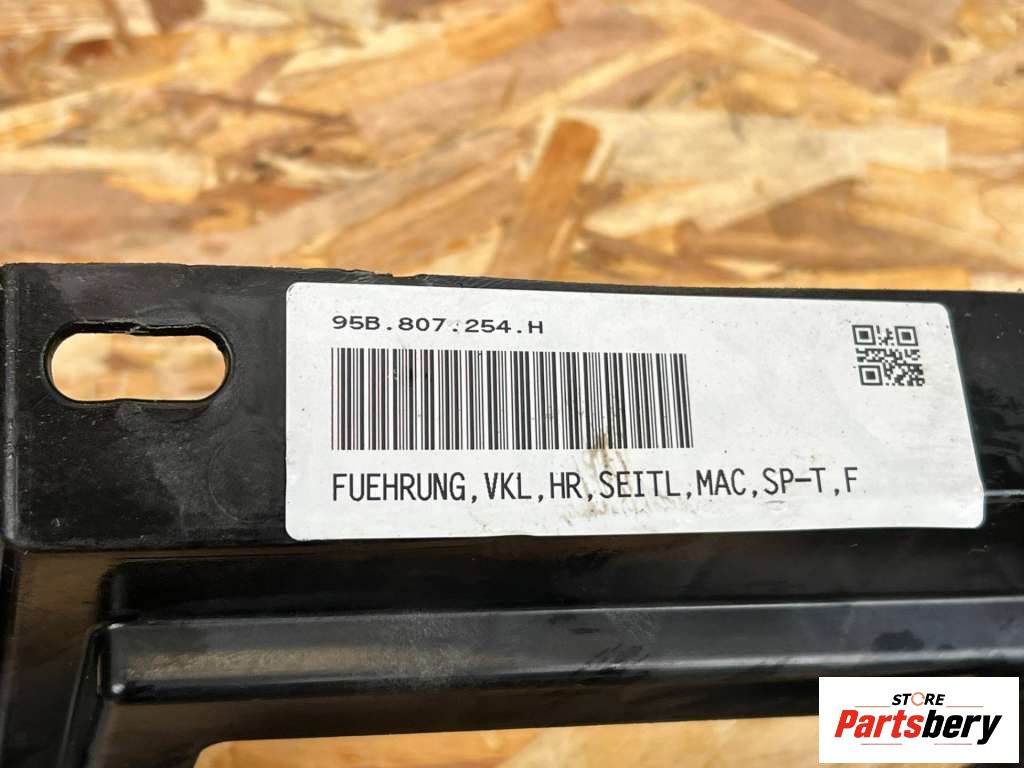 95B.807.254.H
FUEHRUNG,VKL,HR,SEITL,MAC,SP-T,F
STORE
Partsbery